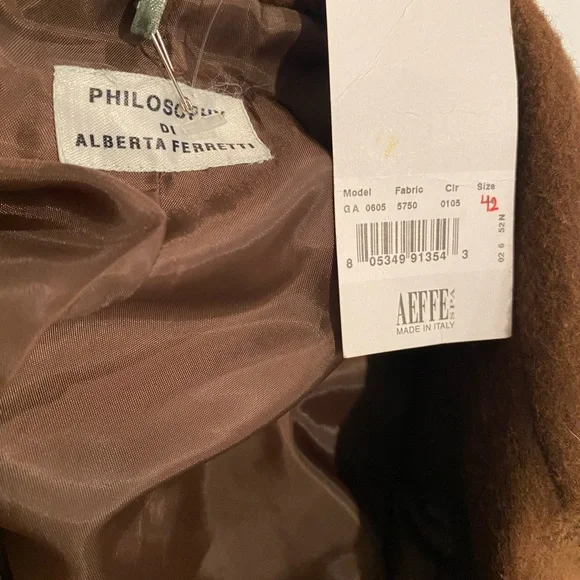 PHILOSOPHY
DI
ALBERTA FERRETTI
Model Fabric Clr Size
GA 0605 5750 0105 42
02 6 52N
8 05349 91354 3
AEFFE SPA
MADE IN ITALY